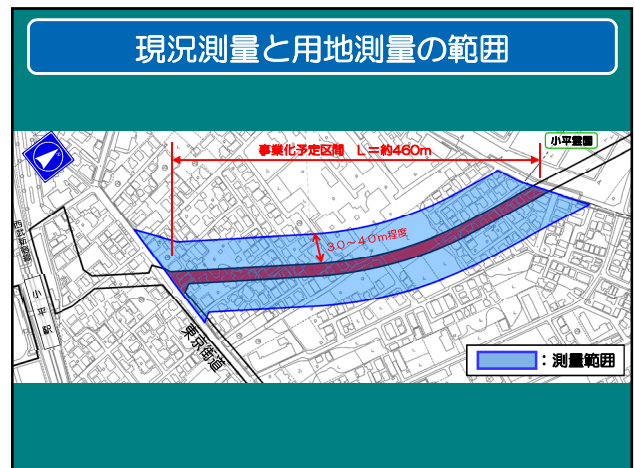 現況測量と用地測量の範囲
小平霊園
事業化予定区間　L＝約460m
30～40m程度
西武新宿線
小平駅
東京街道
：測量範囲